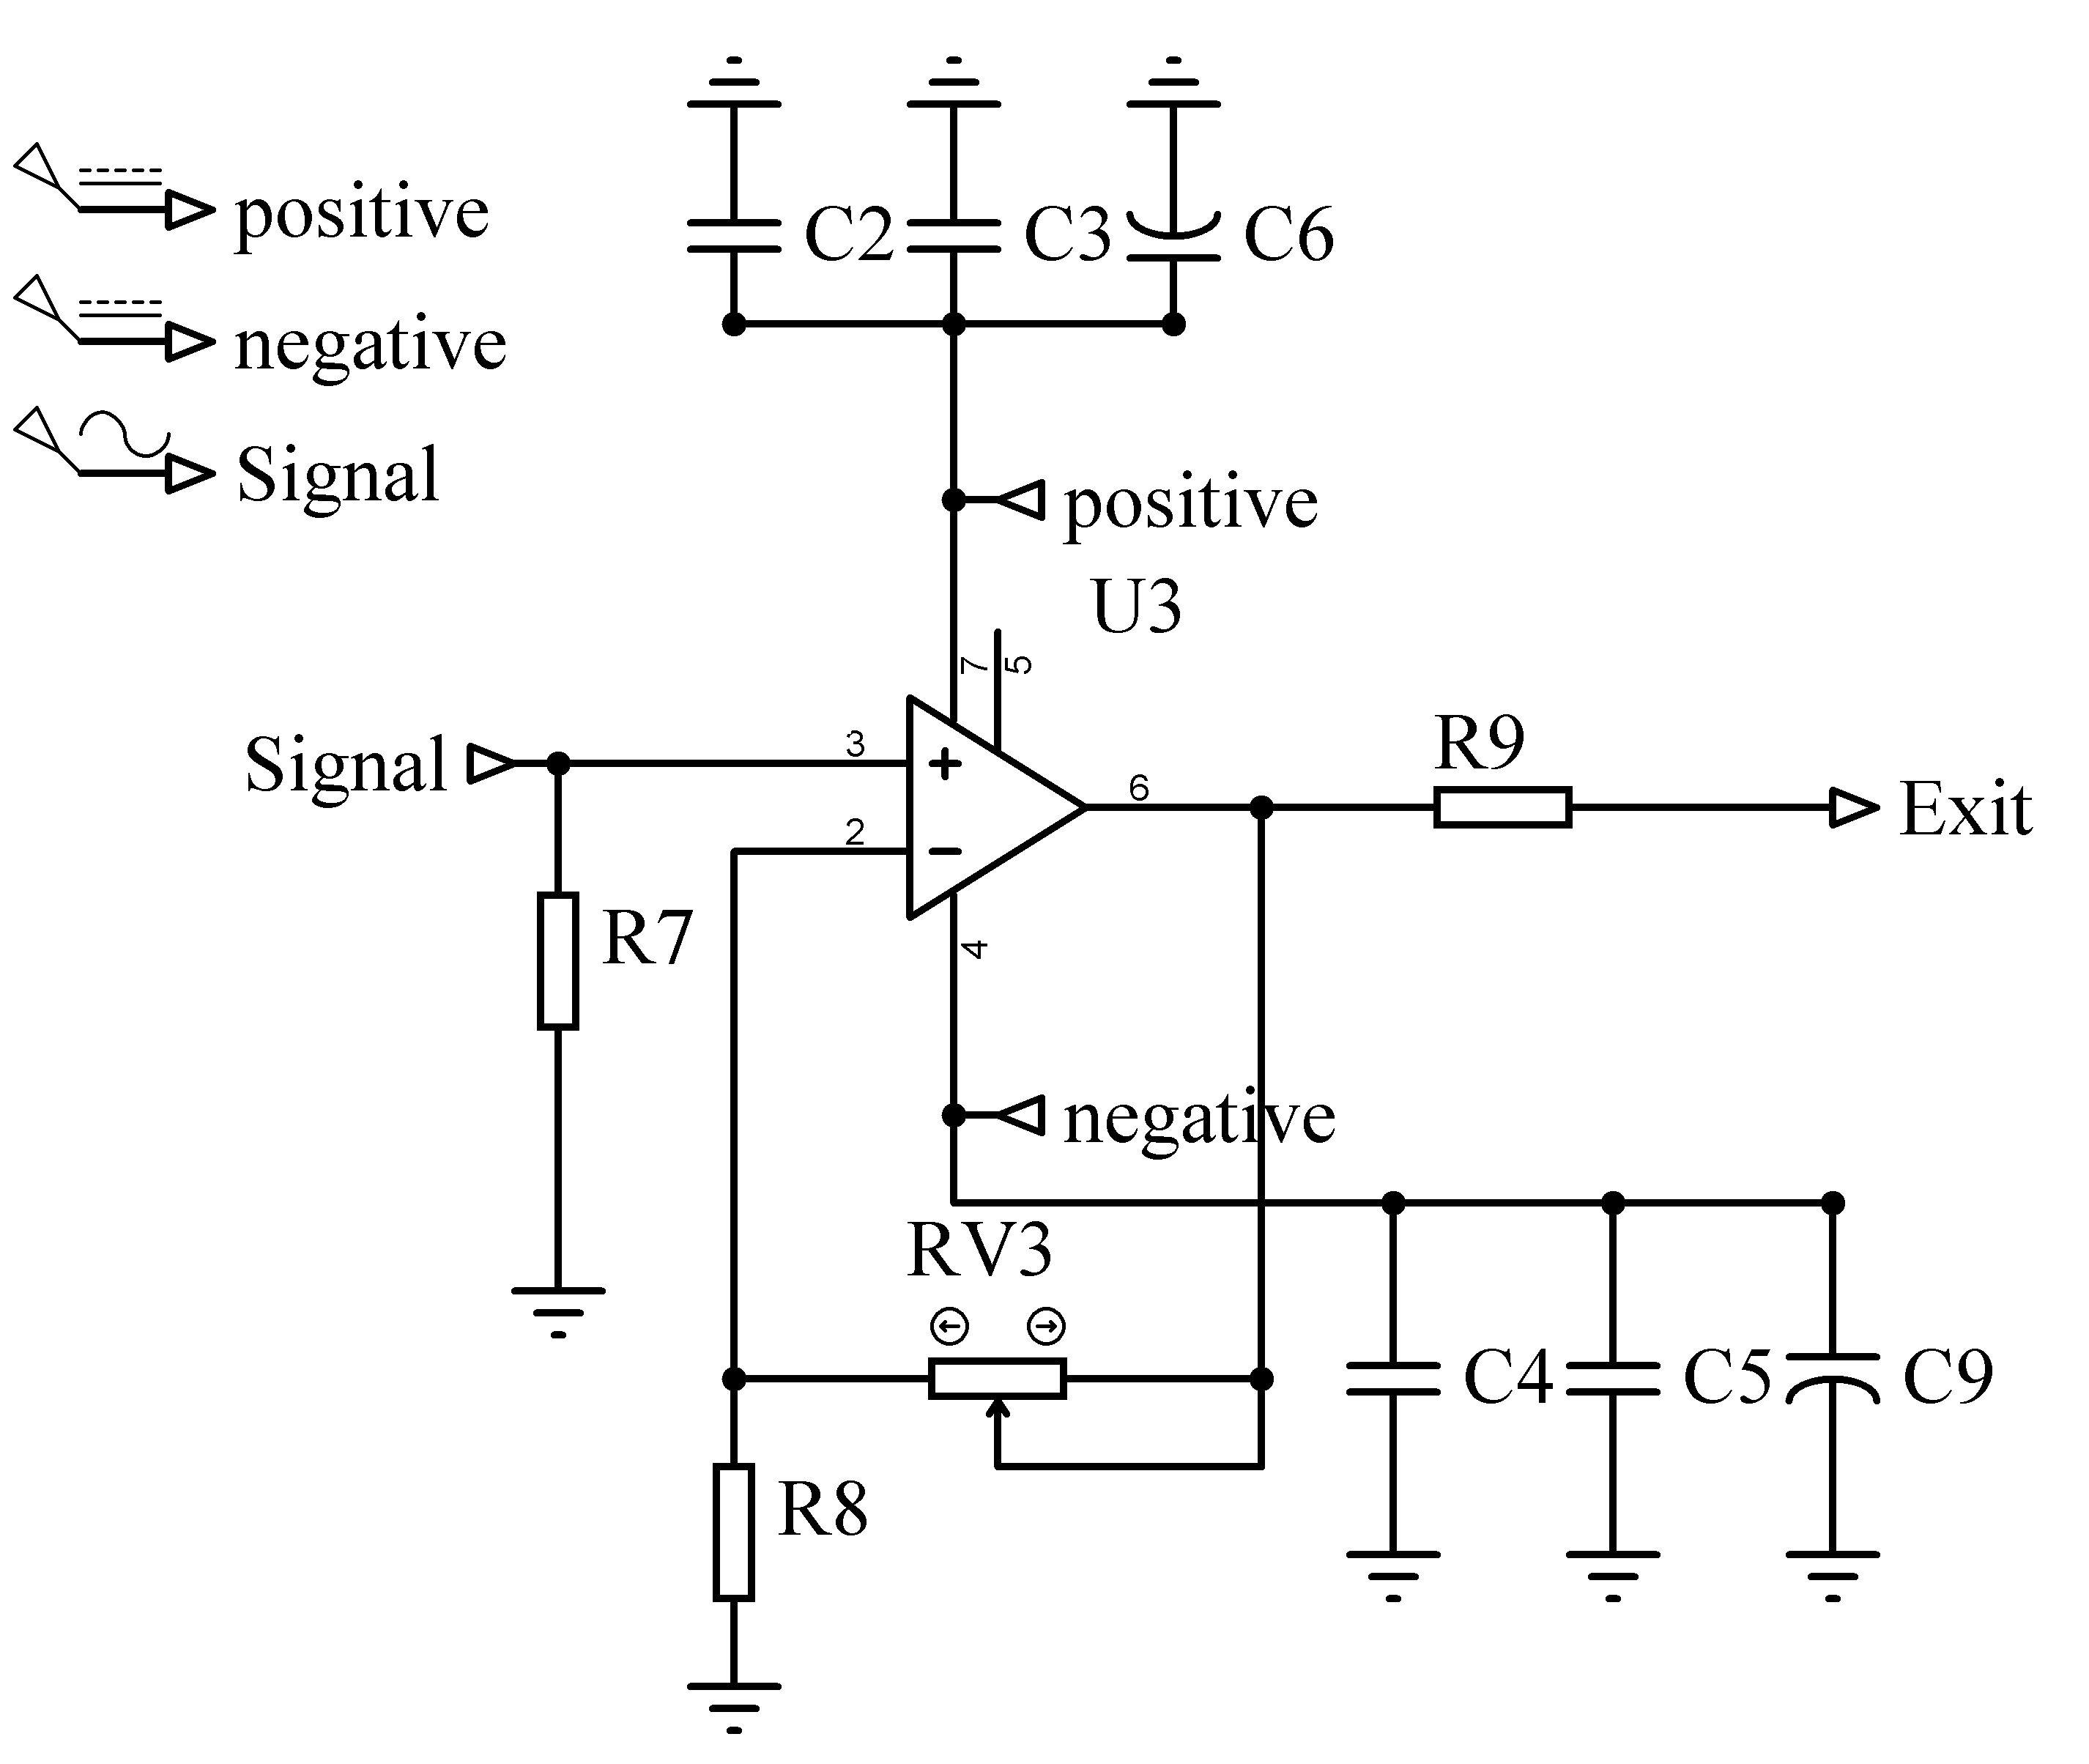 C2 C3 C6
positive
negative
Signal
positive
U3
7 5
Signal 3 6 R9 Exit
2
R7
4
negative
RV3
C4 C5 C9
R8